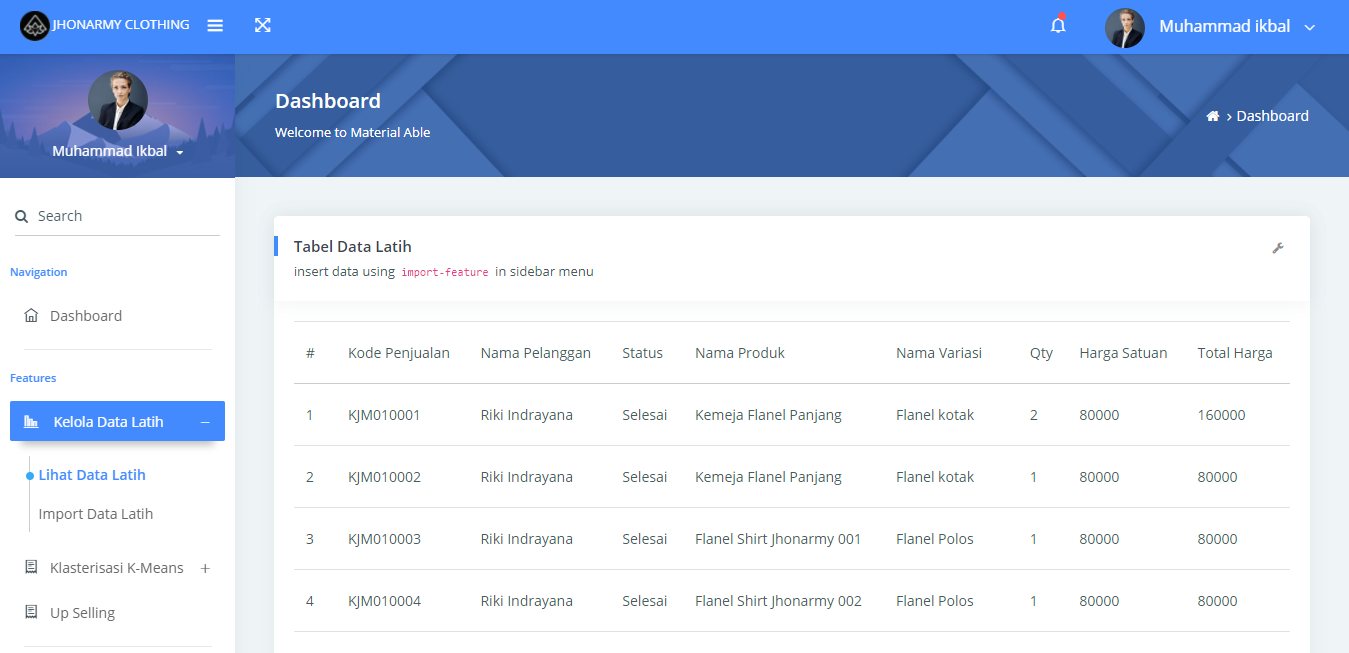 JHONARMY CLOTHING
Muhammad ikbal
Muhammad Ikbal
Dashboard
Welcome to Material Able
› Dashboard
Search
Navigation
Dashboard
Features
Kelola Data Latih –
Lihat Data Latih
Import Data Latih
Klasterisasi K-Means +
Up Selling
Tabel Data Latih
insert data using import-feature in sidebar menu
# Kode Penjualan Nama Pelanggan Status Nama Produk Nama Variasi Qty Harga Satuan Total Harga
1 KJM010001 Riki Indrayana Selesai Kemeja Flanel Panjang Flanel kotak 2 80000 160000
2 KJM010002 Riki Indrayana Selesai Kemeja Flanel Panjang Flanel kotak 1 80000 80000
3 KJM010003 Riki Indrayana Selesai Flanel Shirt Jhonarmy 001 Flanel Polos 1 80000 80000
4 KJM010004 Riki Indrayana Selesai Flanel Shirt Jhonarmy 002 Flanel Polos 1 80000 80000